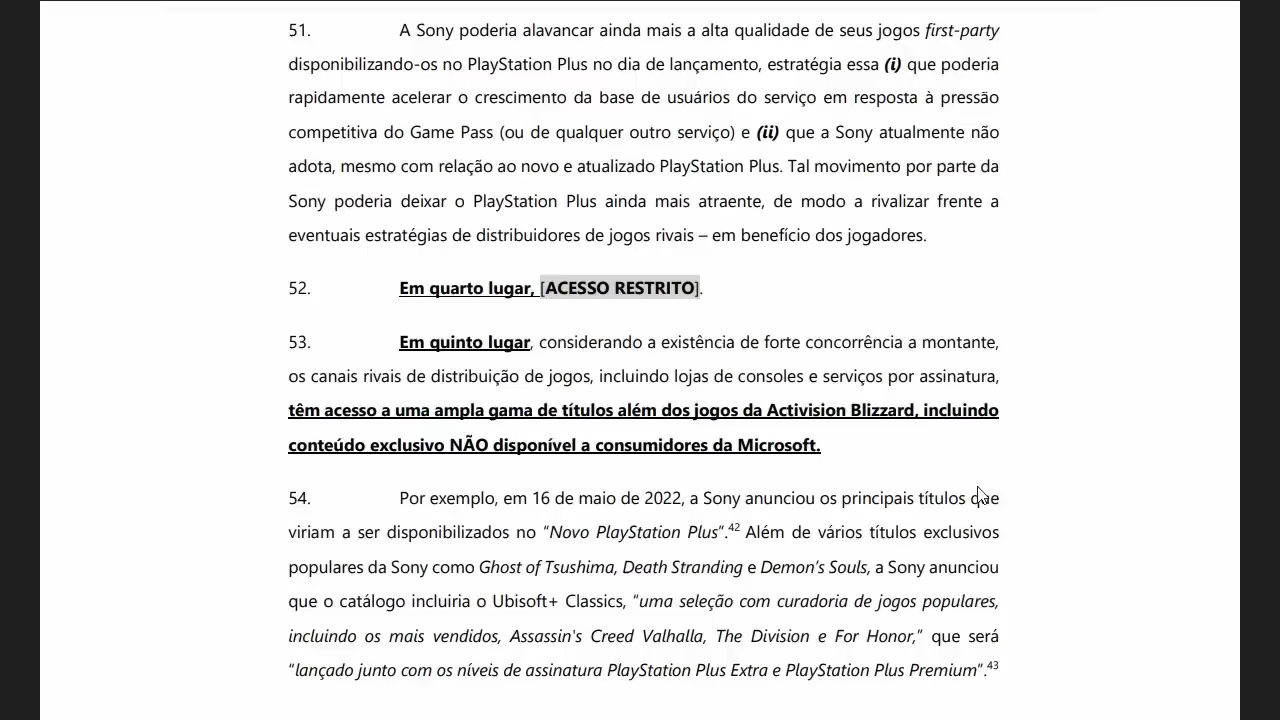 51. A Sony poderia alavancar ainda mais a alta qualidade de seus jogos first-party
disponibilizando-os no PlayStation Plus no dia de lançamento, estratégia essa (i) que poderia
rapidamente acelerar o crescimento da base de usuários do serviço em resposta à pressão
competitiva do Game Pass (ou de qualquer outro serviço) e (ii) que a Sony atualmente não
adota, mesmo com relação ao novo e atualizado PlayStation Plus. Tal movimento por parte da
Sony poderia deixar o PlayStation Plus ainda mais atraente, de modo a rivalizar frente a
eventuais estratégias de distribuidores de jogos rivais – em benefício dos jogadores.
52. Em quarto lugar, [ACESSO RESTRITO].
53. Em quinto lugar, considerando a existência de forte concorrência a montante,
os canais rivais de distribuição de jogos, incluindo lojas de consoles e serviços por assinatura,
têm acesso a uma ampla gama de títulos além dos jogos da Activision Blizzard, incluindo
conteúdo exclusivo NÃO disponível a consumidores da Microsoft.
54. Por exemplo, em 16 de maio de 2022, a Sony anunciou os principais títulos que
viriam a ser disponibilizados no “Novo PlayStation Plus”.42 Além de vários títulos exclusivos
populares da Sony como Ghost of Tsushima, Death Stranding e Demon’s Souls, a Sony anunciou
que o catálogo incluiria o Ubisoft+ Classics, “uma seleção com curadoria de jogos populares,
incluindo os mais vendidos, Assassin's Creed Valhalla, The Division e For Honor,” que será
“lançado junto com os níveis de assinatura PlayStation Plus Extra e PlayStation Plus Premium”.43